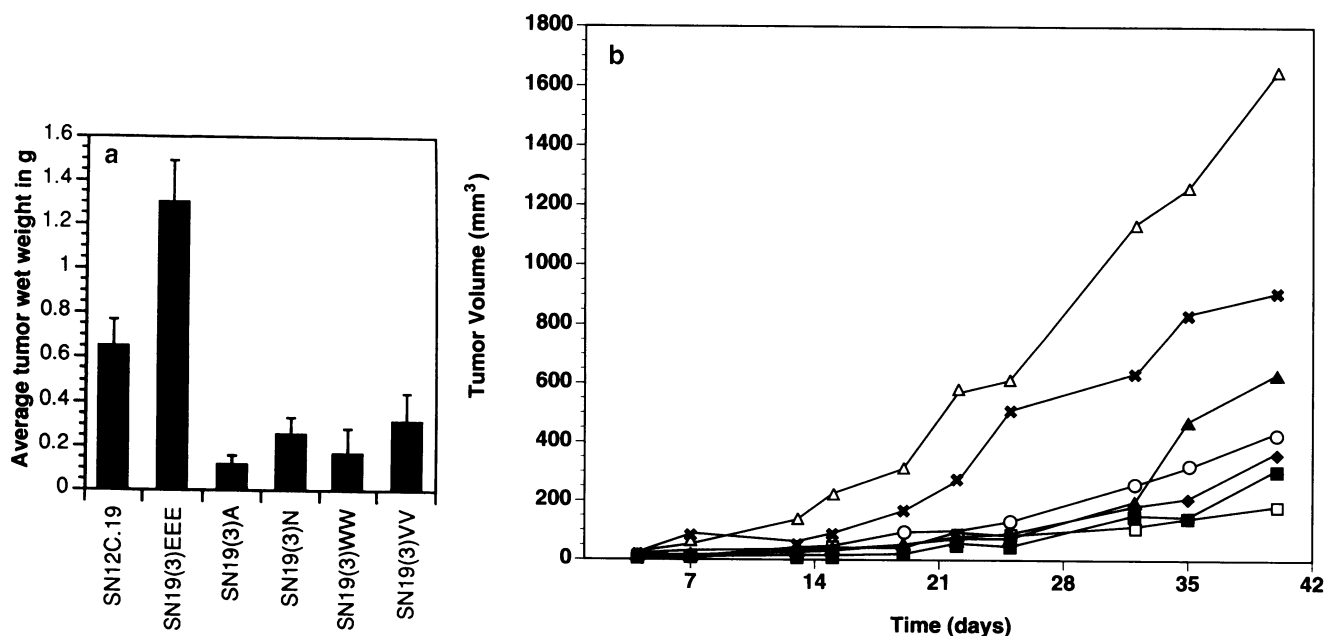 a
Average tumor wet weight in g
1.6
1.4
1.2
1
0.8
0.6
0.4
0.2
0
SN12C.19
SN19(3)EEE
SN19(3)A
SN19(3)N
SN19(3)WW
SN19(3)VV
b
Tumor Volume (mm³)
1800
1600
1400
1200
1000
800
600
400
200
0
7 14 21 28 35 42
Time (days)